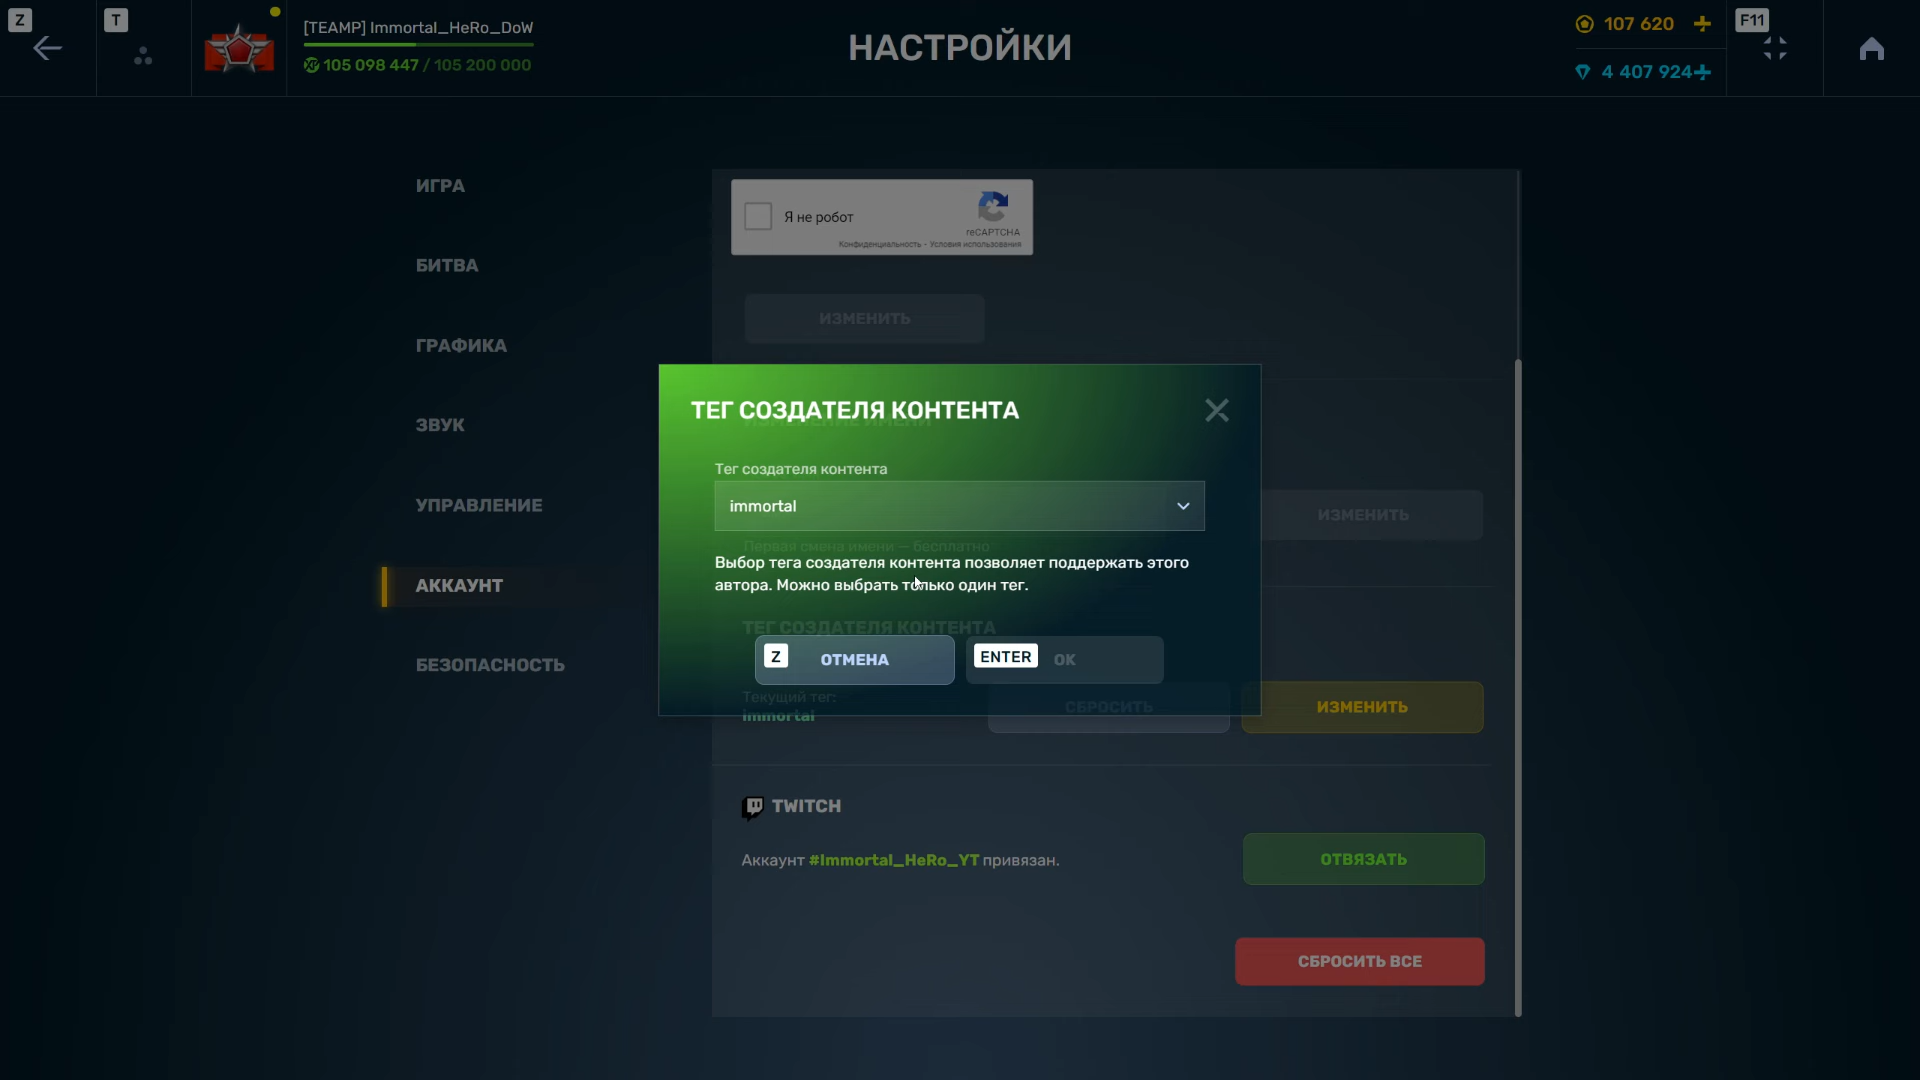 Z
T
[TEAMP] Immortal_HeRo_DoW
XP 105 098 447 / 105 200 000
НАСТРОЙКИ
107 620
4 407 924
F11
ИГРА
БИТВА
ГРАФИКА
ЗВУК
УПРАВЛЕНИЕ
АККАУНТ
БЕЗОПАСНОСТЬ
Я не робот
reCAPTCHA
Конфиденциальность - Условия использования
ИЗМЕНИТЬ
ТЕГ СОЗДАТЕЛЯ КОНТЕНТА
ИЗМЕНЕНИЕ ИМЕНИ
Тег создателя контента
immortal
ИЗМЕНИТЬ
Первая смена имени — бесплатно
Выбор тега создателя контента позволяет поддержать этого
автора. Можно выбрать только один тег.
ТЕГ СОЗДАТЕЛЯ КОНТЕНТА
Z ОТМЕНА
ENTER OK
Текущий тег:
immortal
СБРОСИТЬ
ИЗМЕНИТЬ
TWITCH
Аккаунт #Immortal_HeRo_YT привязан.
ОТВЯЗАТЬ
СБРОСИТЬ ВСЕ